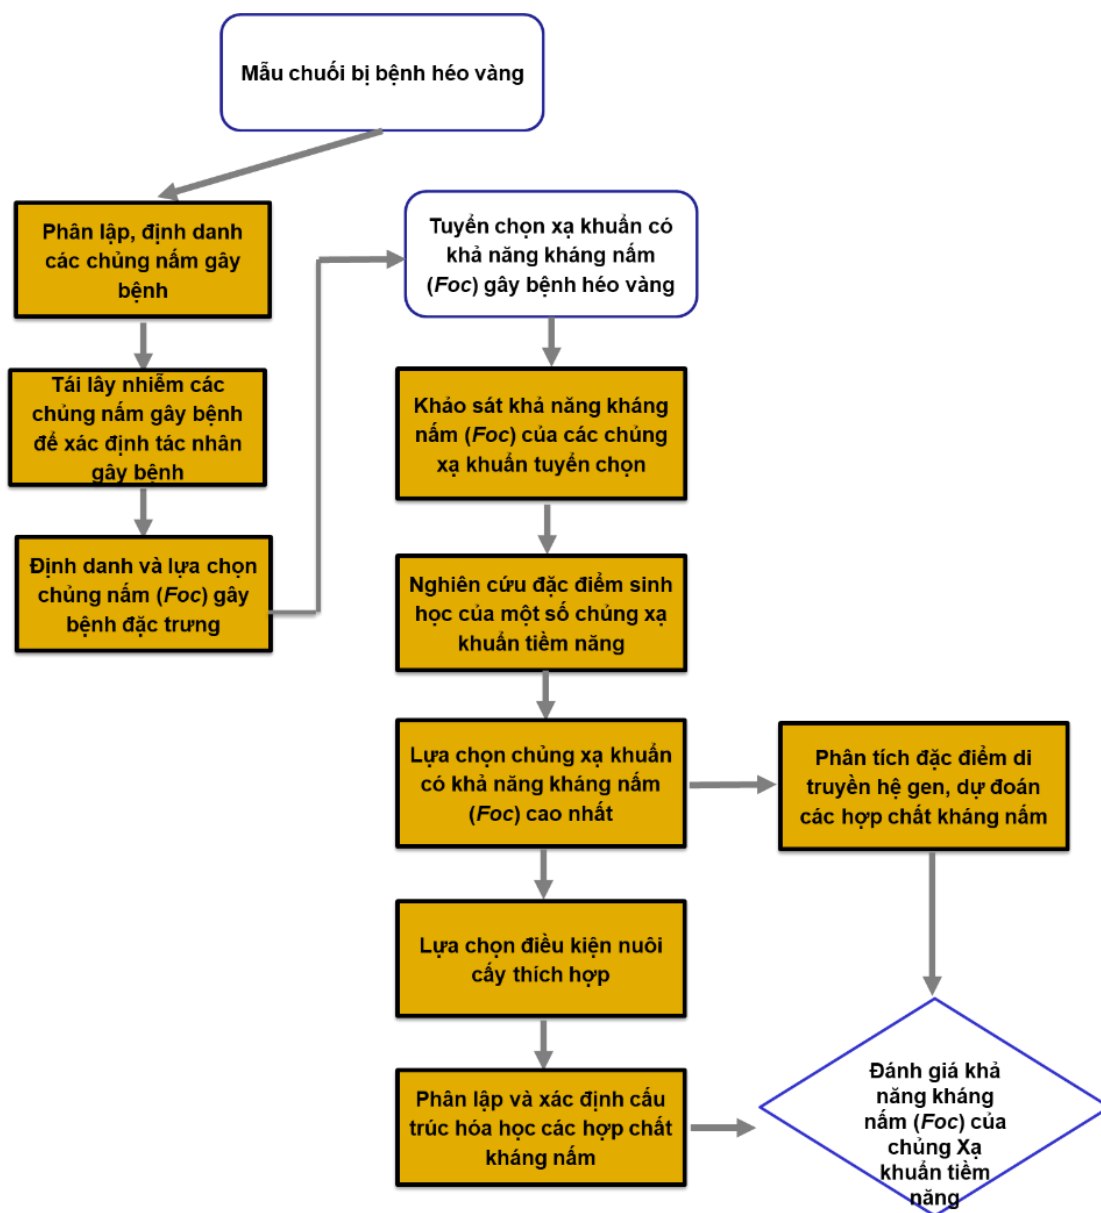 Mẫu chuối bị bệnh héo vàng
Phân lập, định danh
các chủng nấm gây
bệnh
Tái lây nhiễm các
chủng nấm gây bệnh
để xác định tác nhân
gây bệnh
Định danh và lựa chọn
chủng nấm (Foc) gây
bệnh đặc trưng
Tuyển chọn xạ khuẩn có
khả năng kháng nấm
(Foc) gây bệnh héo vàng
Khảo sát khả năng kháng
nấm (Foc) của các chủng
xạ khuẩn tuyển chọn
Nghiên cứu đặc điểm sinh
học của một số chủng xạ
khuẩn tiềm năng
Lựa chọn chủng xạ khuẩn
có khả năng kháng nấm
(Foc) cao nhất
Phân tích đặc điểm di
truyền hệ gen, dự đoán
các hợp chất kháng nấm
Lựa chọn điều kiện nuôi
cấy thích hợp
Phân lập và xác định cấu
trúc hóa học các hợp chất
kháng nấm
Đánh giá khả
năng kháng
nấm (Foc) của
chủng Xạ
khuẩn tiềm
năng